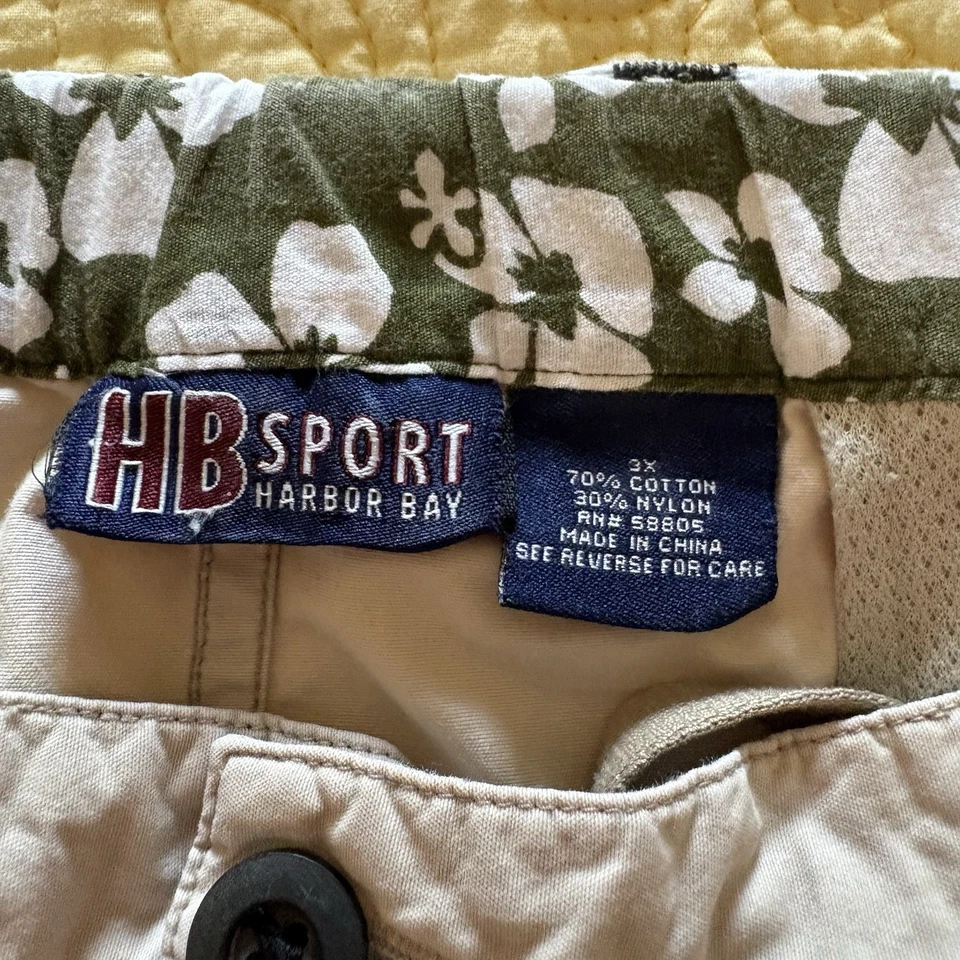 HB SPORT
HARBOR BAY
3X
70% COTTON
30% NYLON
RN# 58805
MADE IN CHINA
SEE REVERSE FOR CARE